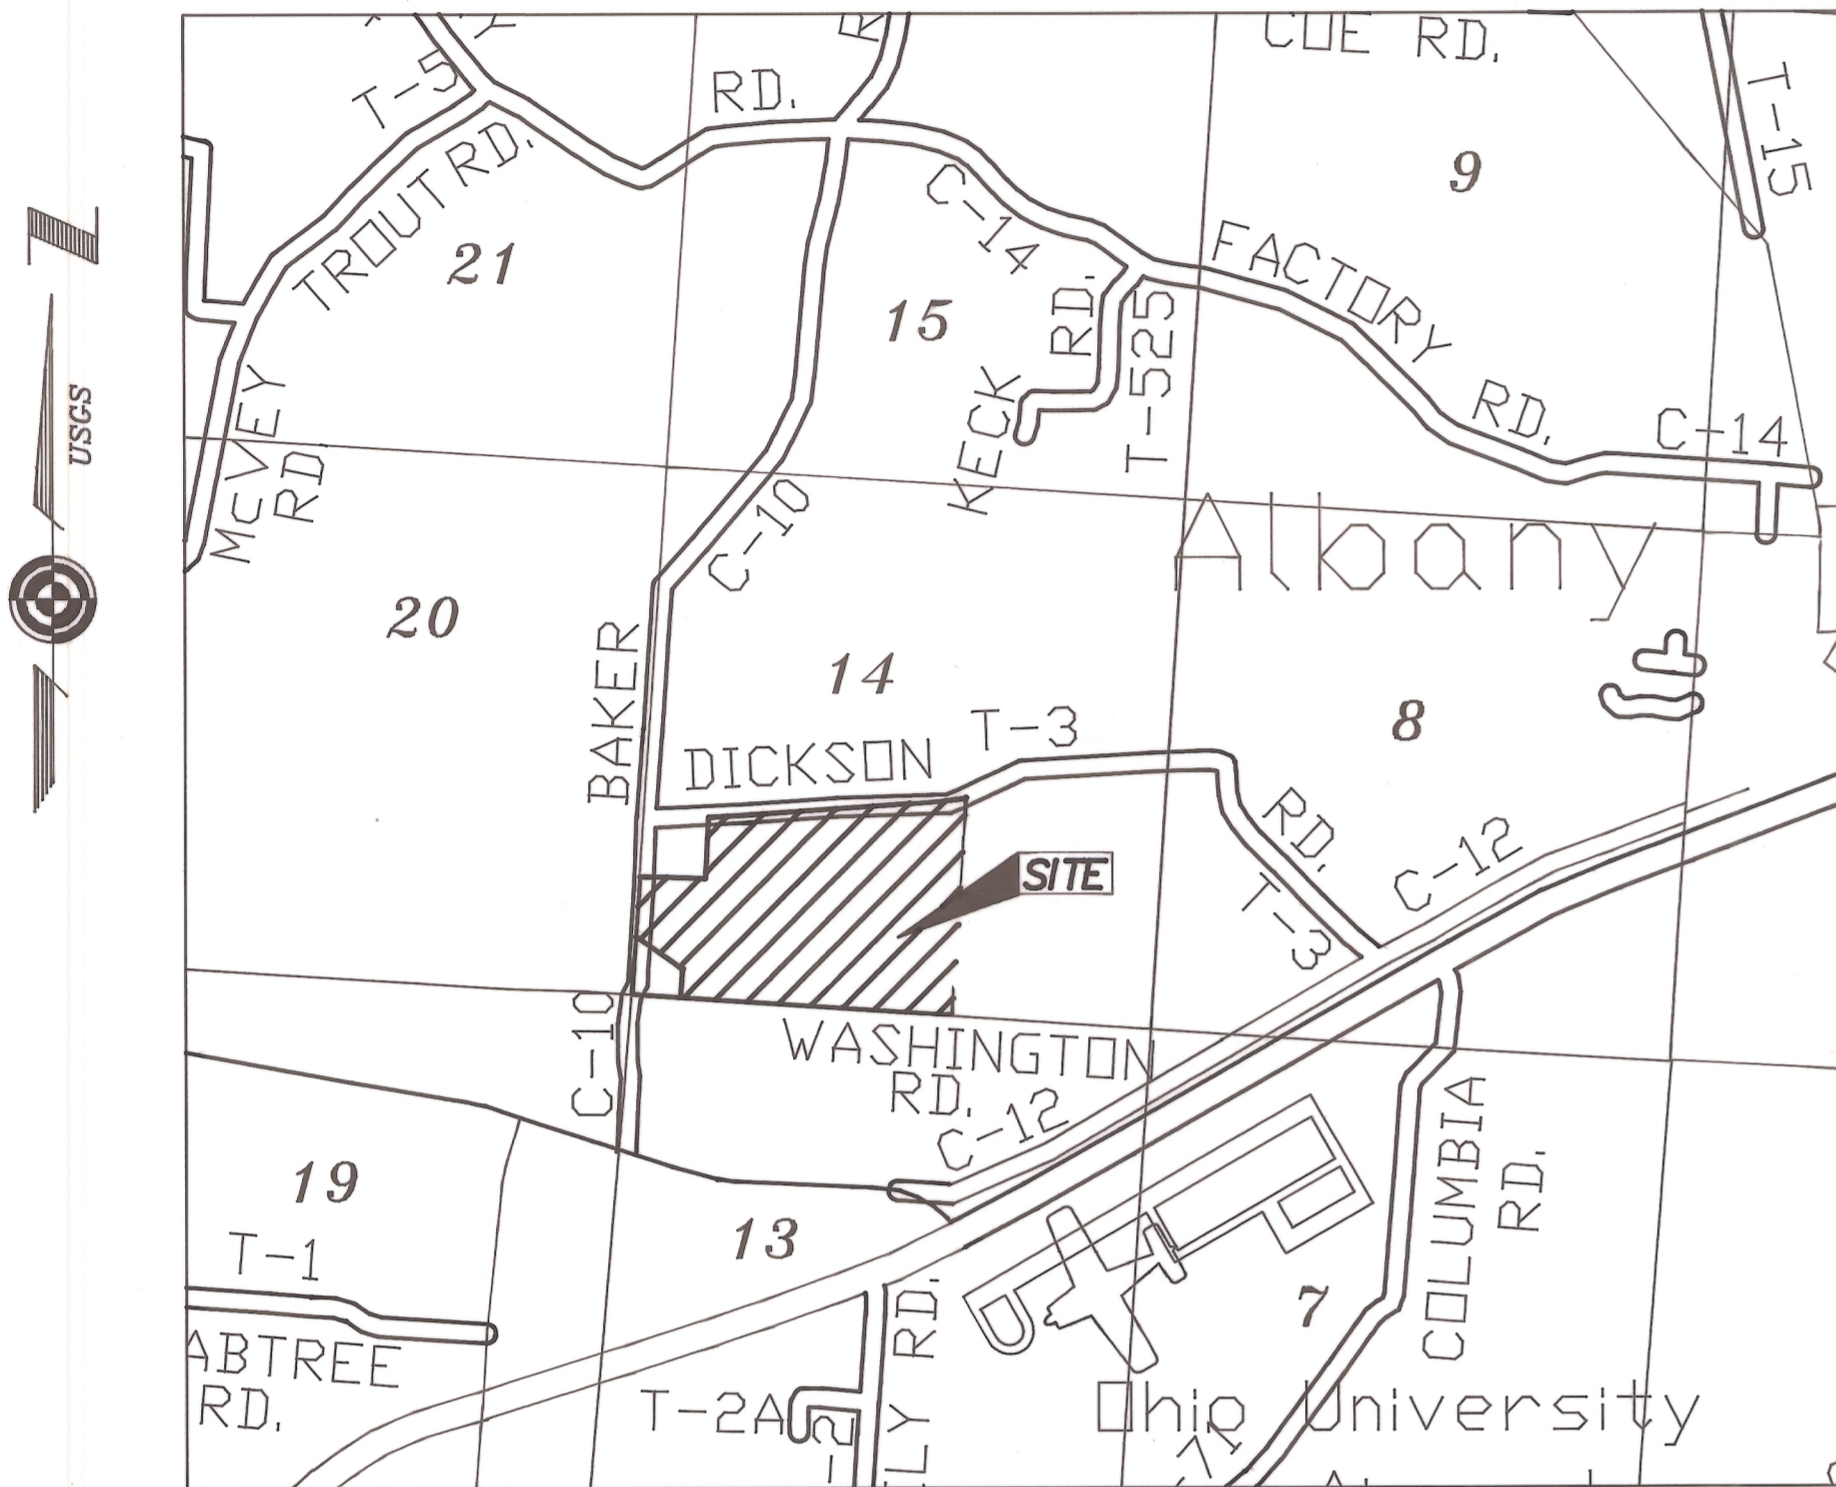 COE RD.
T-5
RD.
T-15
TROUT RD.
9
C-14
21
FACTORY
15
RD.
T-525
KECK
McVEY
RD
RD.
C-14
N
USGS
C-10
Albany
20
BAKER
14
T-3
8
DICKSON
RD.
C-12
SITE
T-3
C-10
WASHINGTON
RD.
C-12
COLUMBIA
RD.
19
13
T-1
ABTREE
RD.
7
RD.
T-2A
LY
Ohio University